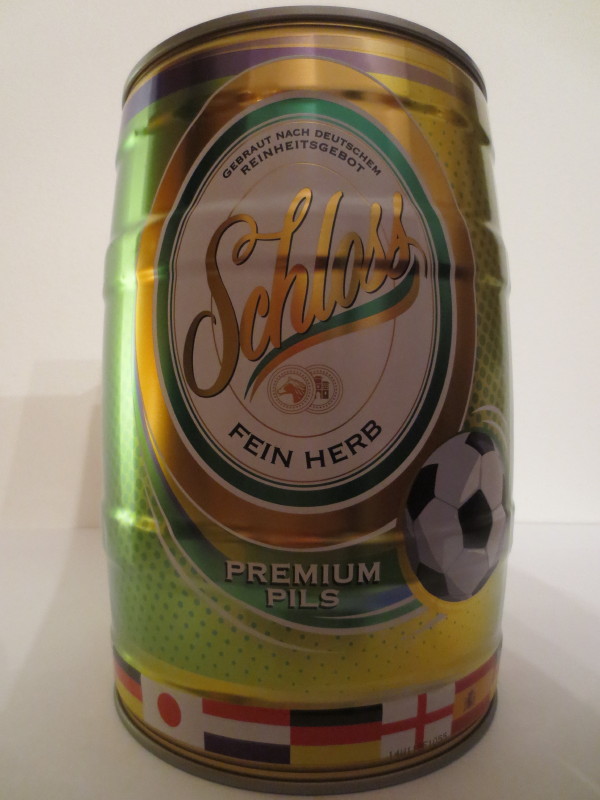 GEBRAUT NACH DEUTSCHEM
REINHEITSGEBOT
Schloss
FEIN HERB
PREMIUM
PILS